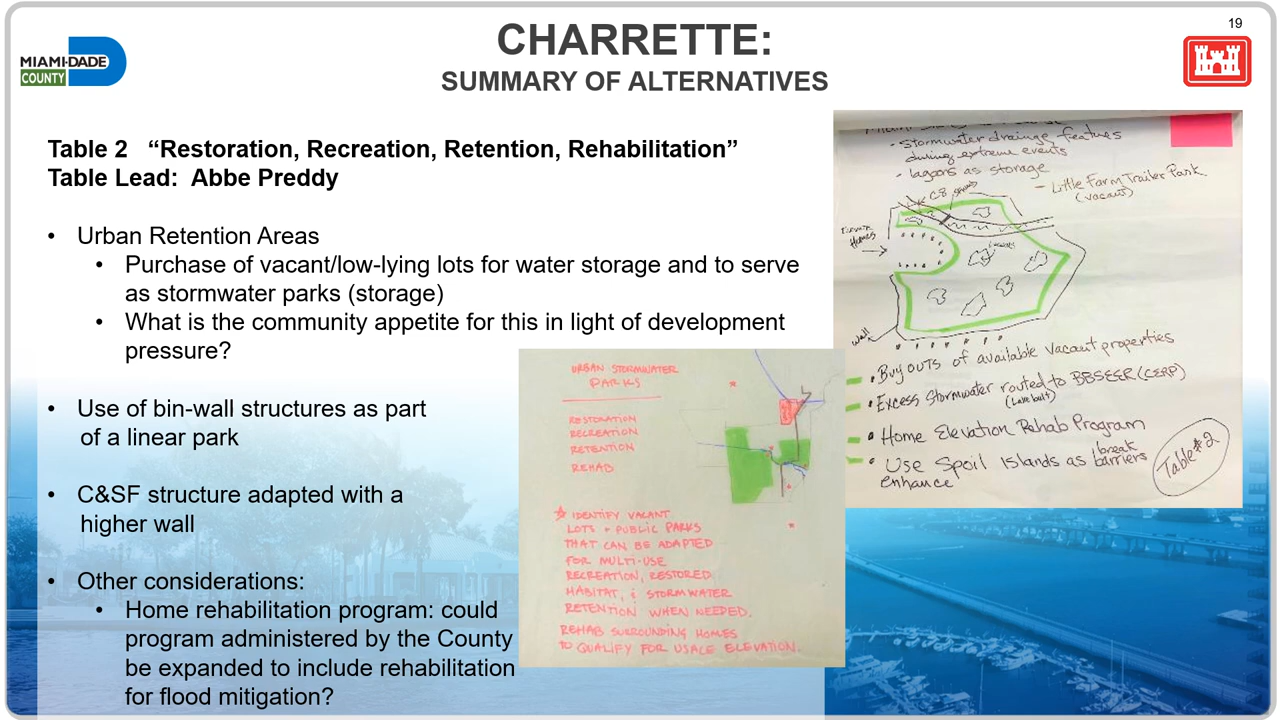 19
MIAMI-DADE
COUNTY
CHARRETTE:
SUMMARY OF ALTERNATIVES
Table 2 “Restoration, Recreation, Retention, Rehabilitation”
Table Lead: Abbe Preddy
• Urban Retention Areas
• Purchase of vacant/low-lying lots for water storage and to serve
as stormwater parks (storage)
• What is the community appetite for this in light of development
pressure?
• Use of bin-wall structures as part
of a linear park
• C&SF structure adapted with a
higher wall
• Other considerations:
• Home rehabilitation program: could
program administered by the County
be expanded to include rehabilitation
for flood mitigation?
URBAN STORMWATER
PARKS
RESTORATION
RECREATION
RETENTION
REHAB
IDENTIFY VACANT
LOTS + PUBLIC PARKS
THAT CAN BE ADAPTED
FOR MULTI-USE
RECREATION, RESTORED
HABITAT, & STORMWATER
RETENTION WHEN NEEDED.
REHAB SURROUNDING HOMES
TO QUALIFY FOR USACE ELEVATION.
- Stormwater drainge features
during extreme events
- lagoons as storage
- Little Farm Trailer Park
(vacant)
C8
Homes
wall
• Buy outs of available vacant properties
• Excess Stormwater routed to BBSEER (CERP)
• Home Elevation Rehab Program
• Use Spoil Islands as break
barriers
enhance
Table #2